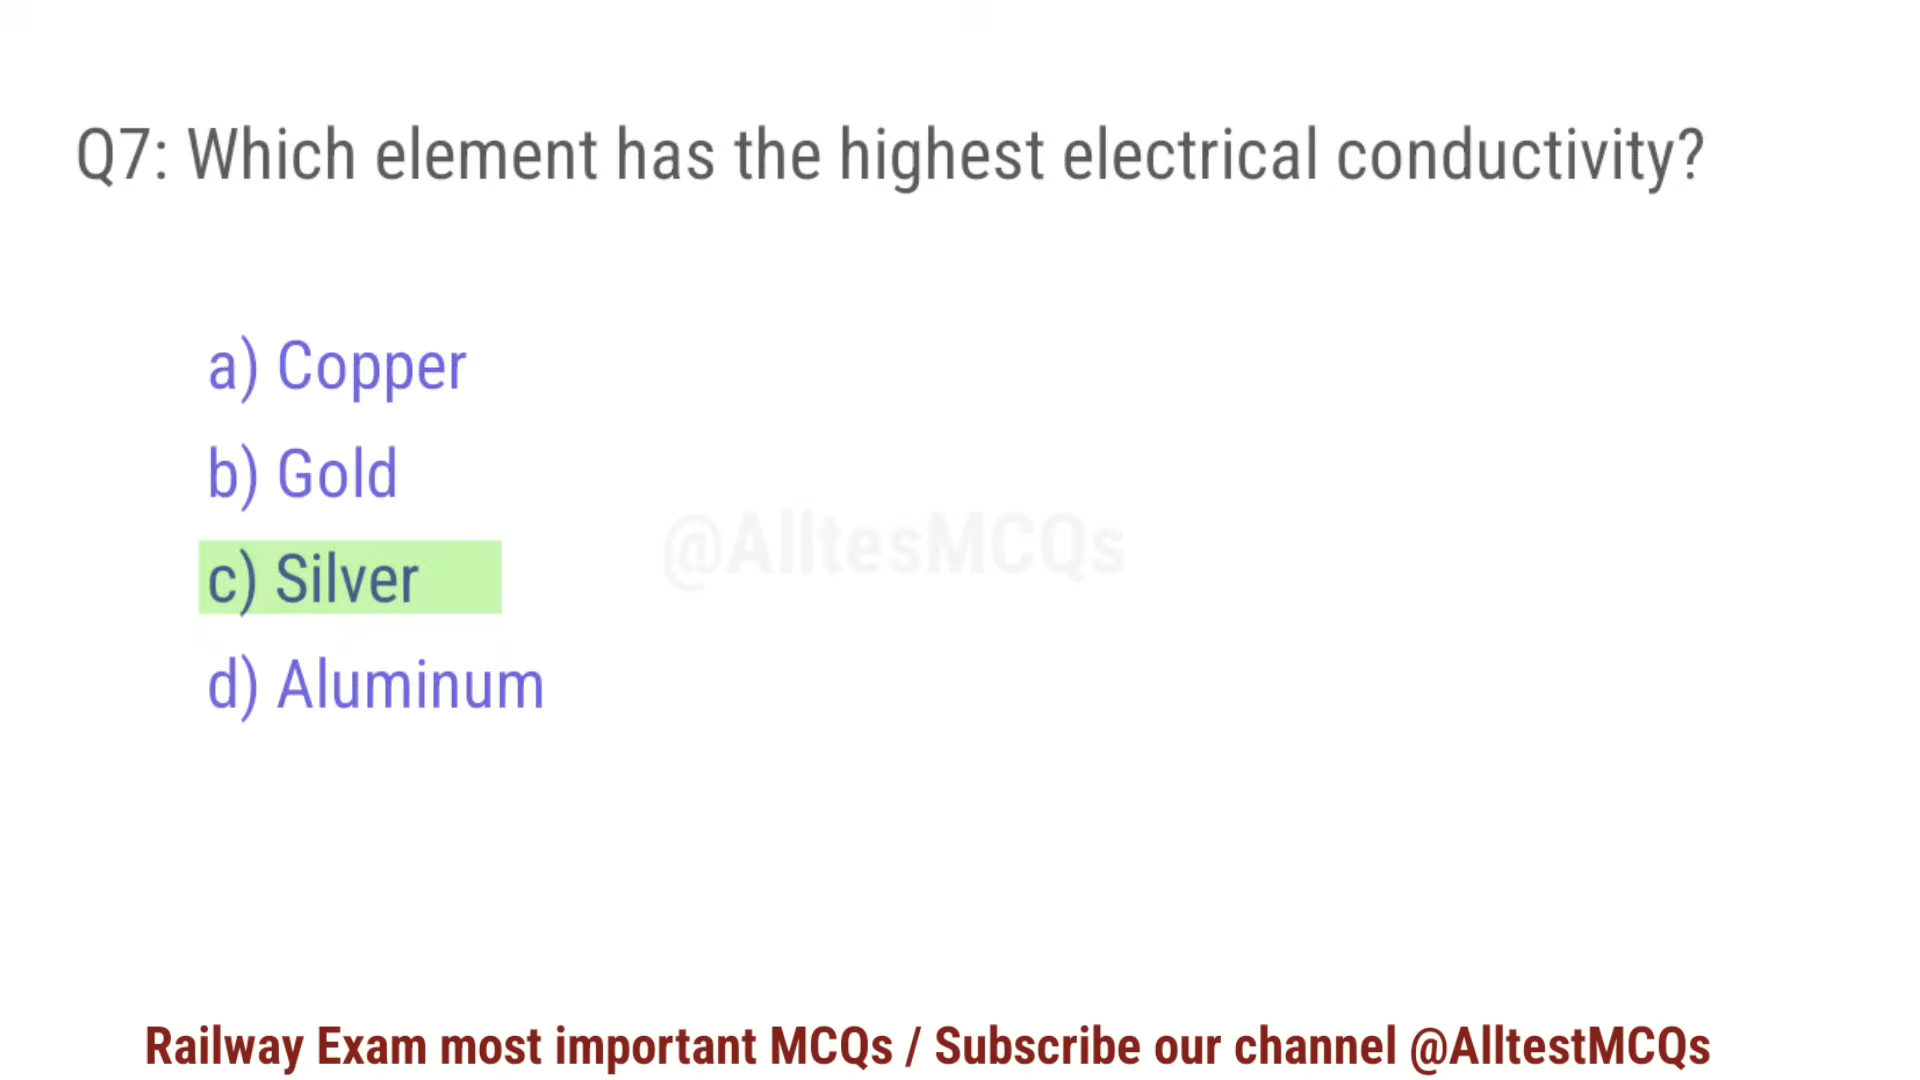 Q7: Which element has the highest electrical conductivity?
a) Copper
b) Gold
@AlltesMCQs
c) Silver
d) Aluminum
Railway Exam most important MCQs / Subscribe our channel @AlltestMCQs